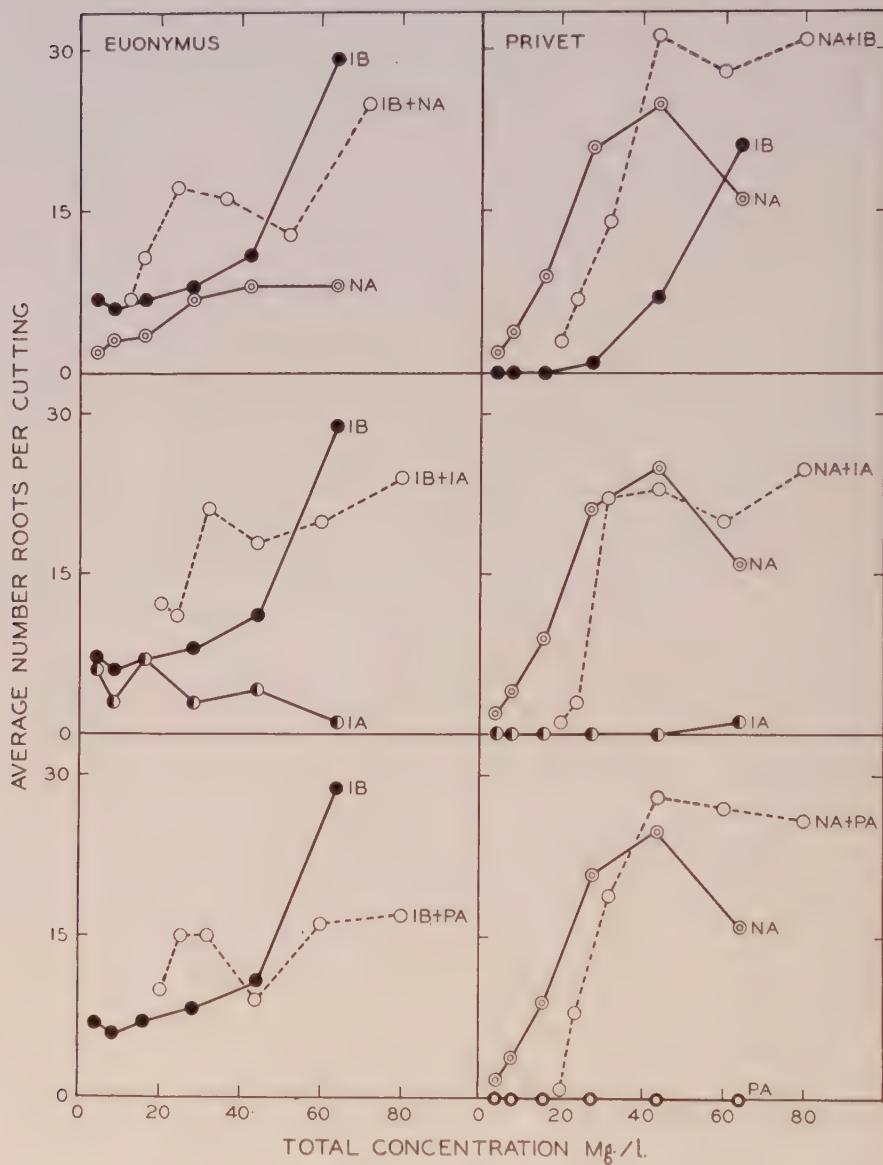 EUONYMUS
IB
IB+NA
NA
30
15
0
PRIVET
NA+IB
IB
NA
IB
IB+IA
IA
30
15
0
NA+IA
NA
IA
IB
IB+PA
30
15
0
NA+PA
NA
PA
0 20 40 60 80
20 40 60 80
AVERAGE NUMBER ROOTS PER CUTTING
TOTAL CONCENTRATION Mg./l.